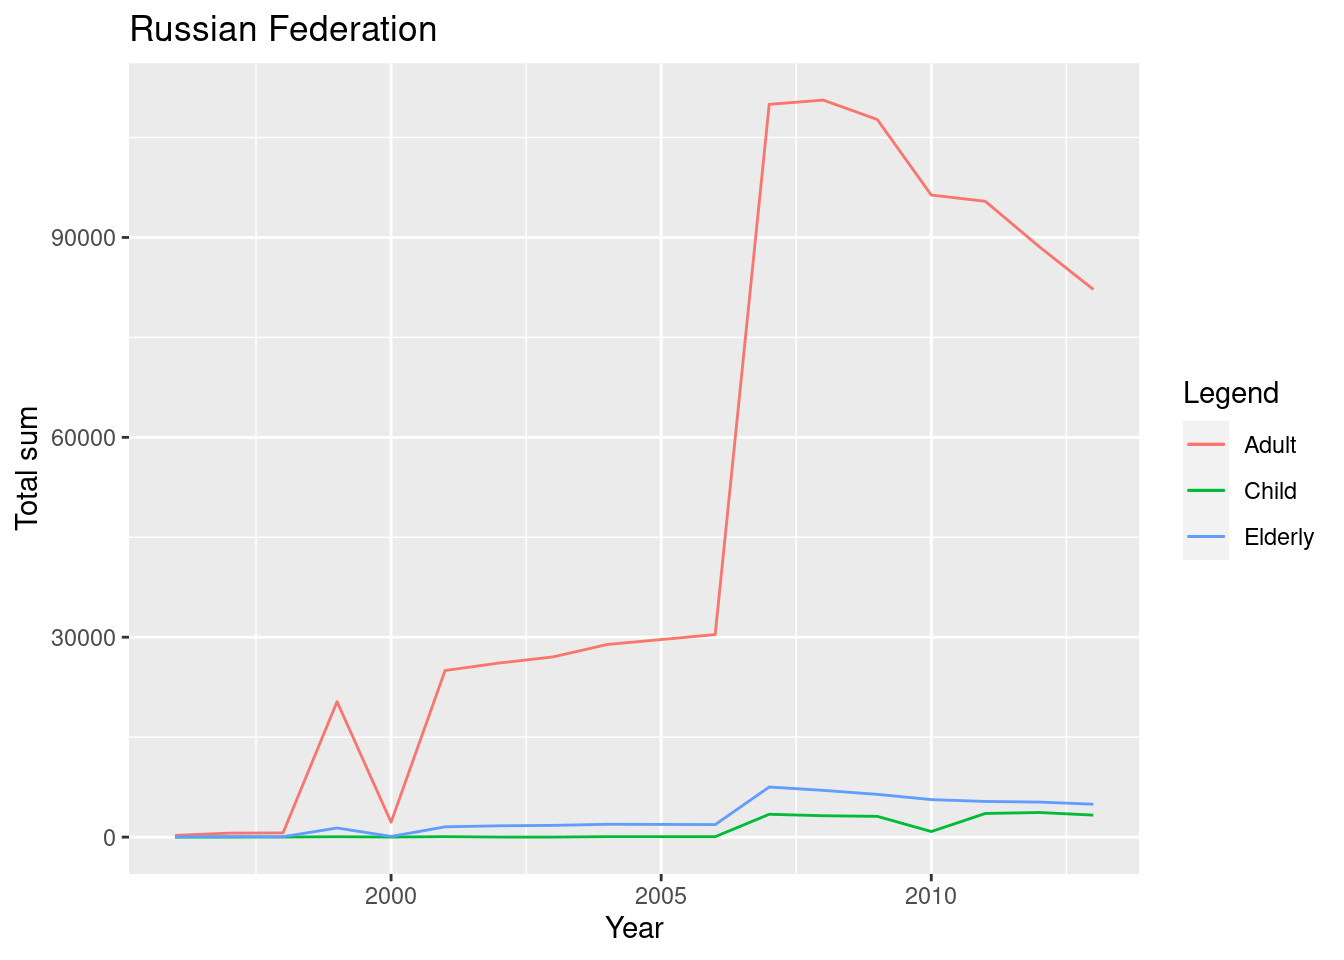 Russian Federation
90000
60000
30000
0
Total sum
2000
2005
2010
Year
Legend
Adult
Child
Elderly